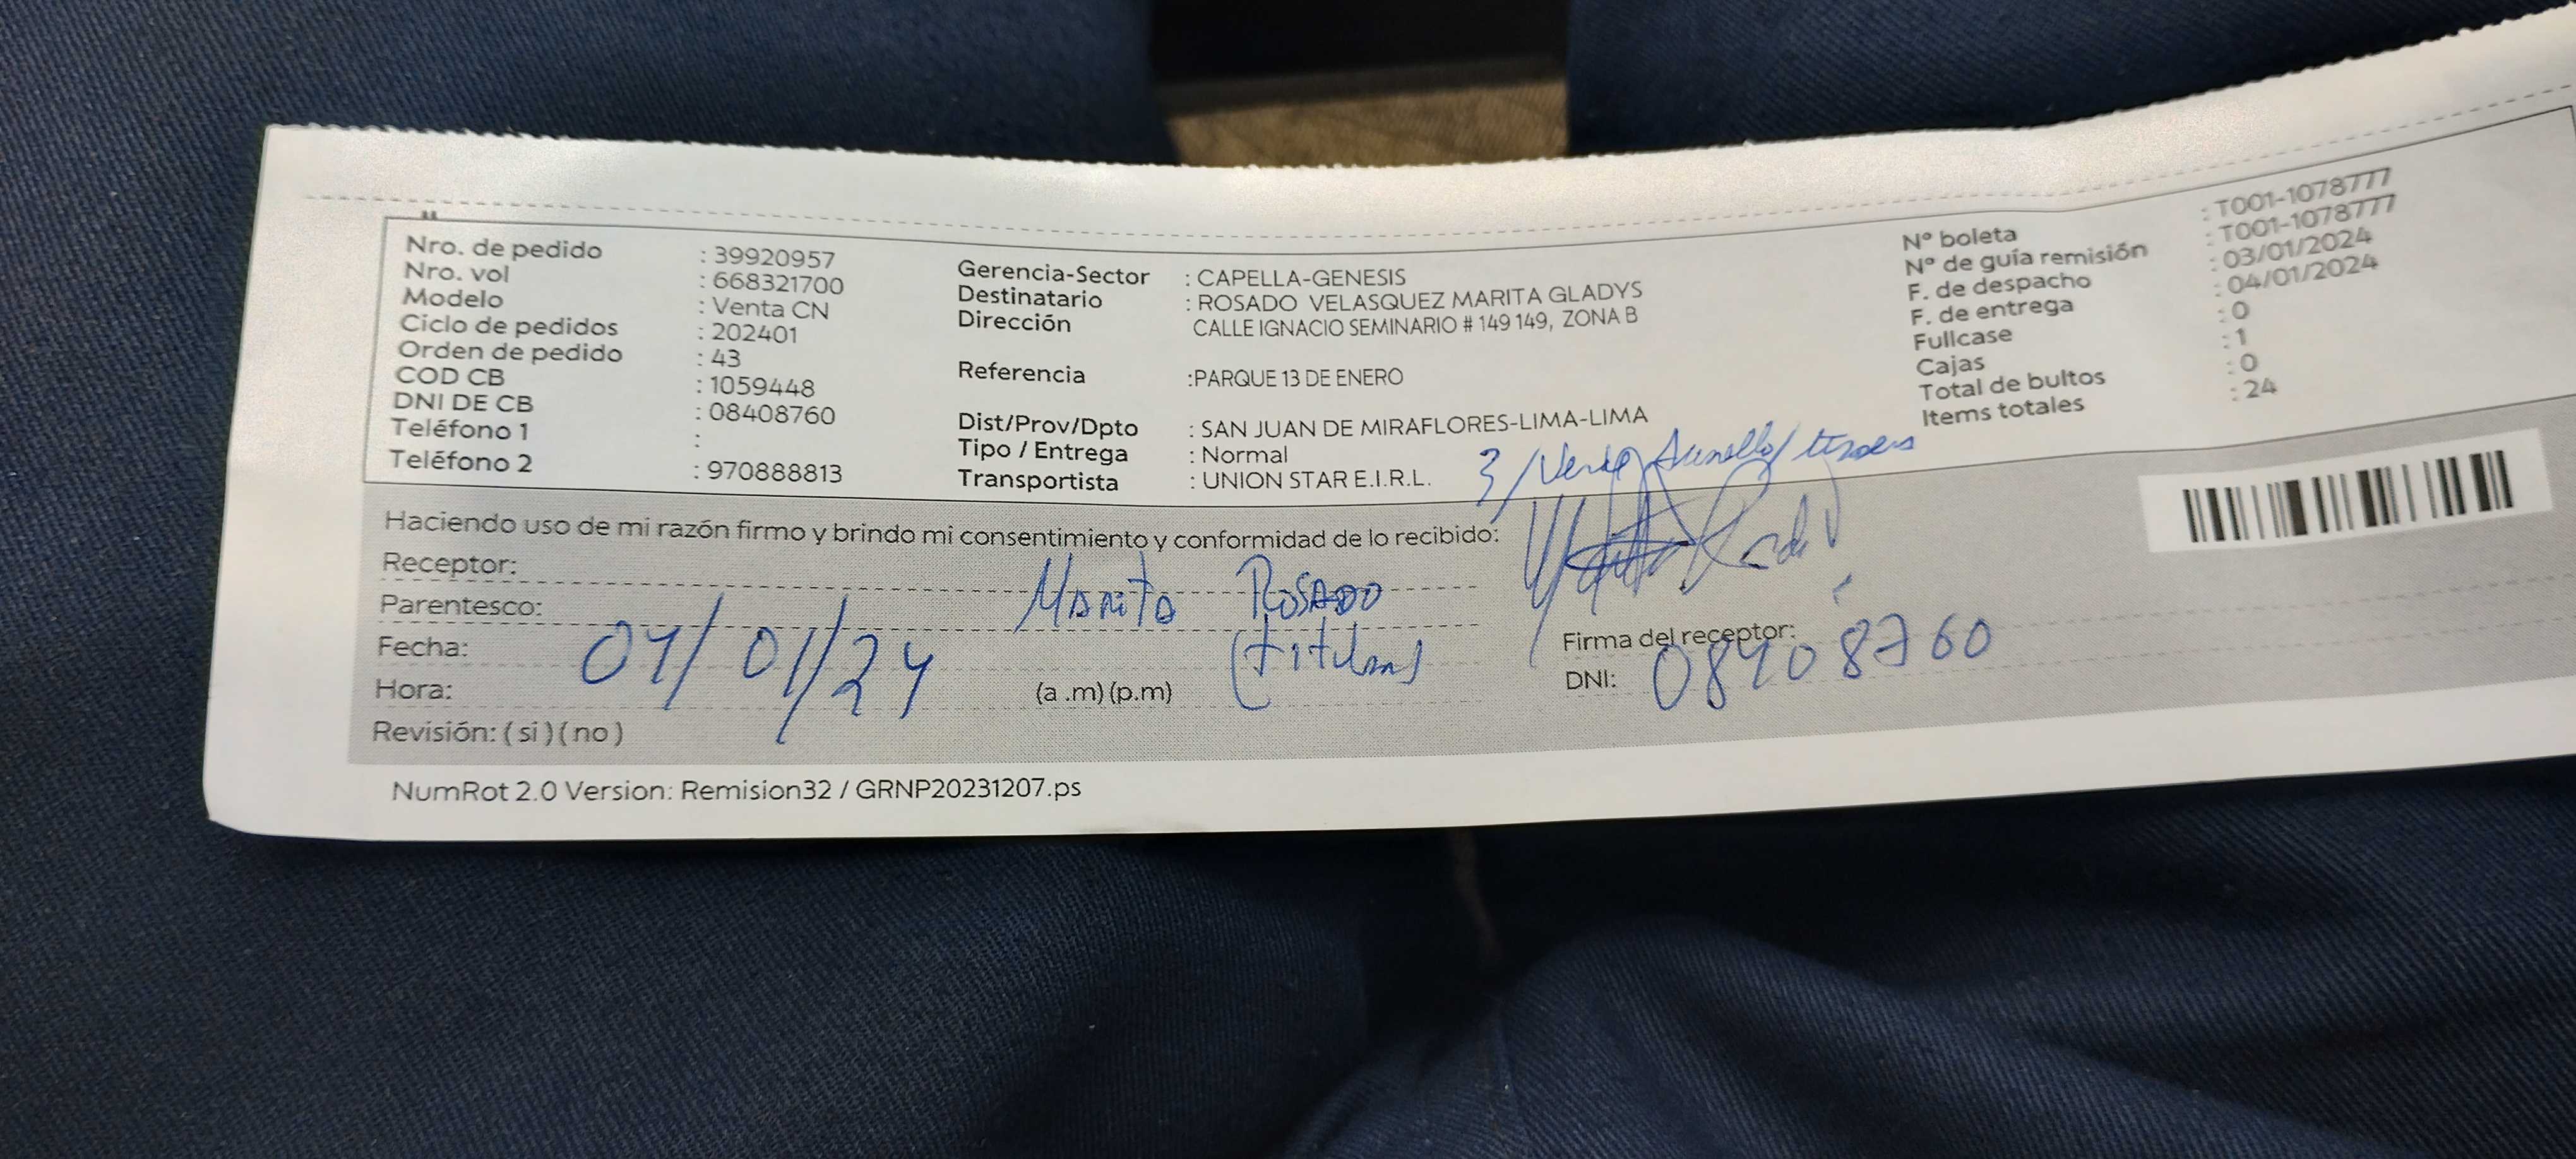 Nro. de pedido : 39920957
Nro. vol : 668321700
Modelo : Venta CN
Ciclo de pedidos : 202401
Orden de pedido : 43
COD CB : 1059448
DNI DE CB : 08408760
Teléfono 1 :
Teléfono 2 : 970888813
Gerencia-Sector : CAPELLA-GENESIS
Destinatario : ROSADO VELASQUEZ MARITA GLADYS
Dirección CALLE IGNACIO SEMINARIO # 149 149, ZONA B
Referencia :PARQUE 13 DE ENERO
Dist/Prov/Dpto : SAN JUAN DE MIRAFLORES-LIMA-LIMA
Tipo / Entrega : Normal
Transportista : UNION STAR E.I.R.L.
N° boleta : T001-1078777
N° de guía remisión : T001-1078777
F. de despacho : 03/01/2024
F. de entrega : 04/01/2024
Fullcase : 0
Cajas : 1
Total de bultos : 0
Items totales : 24
3/
Haciendo uso de mi razón firmo y brindo mi consentimiento y conformidad de lo recibido:
Receptor: Marita Rosado
Parentesco: (titular)
Fecha: 04/01/24
Hora: (a .m) (p.m)
Revisión: ( si ) ( no )
Firma del receptor:
DNI: 08408760
NumRot 2.0 Version: Remision32 / GRNP20231207.ps